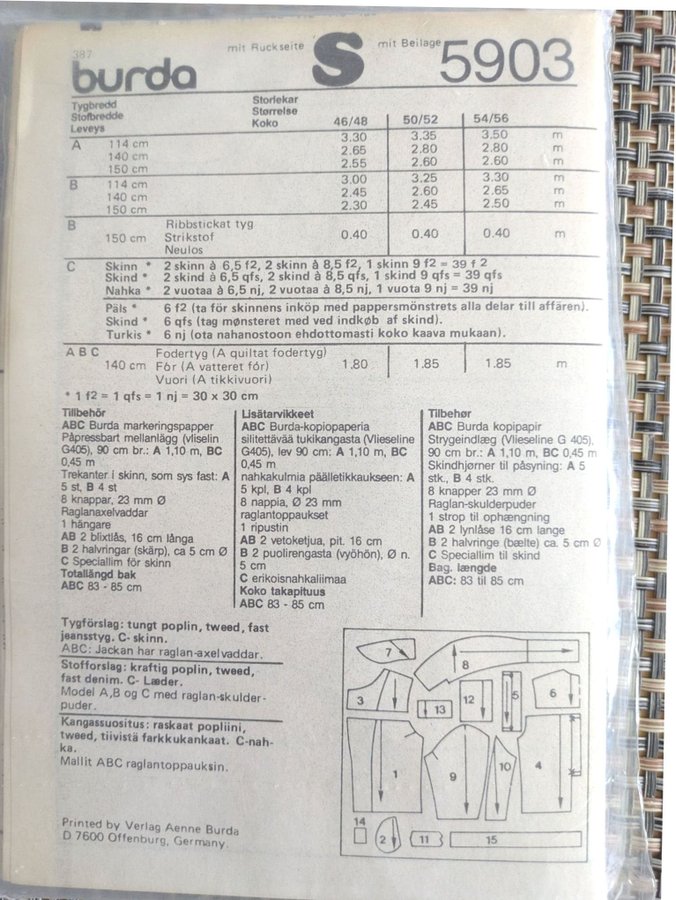 387
mit Ruckseite S mit Beilage 5903
burda
Tygbredd Storlekar
Stofbredde Størrelse
Leveys Koko 46/48 50/52 54/56
A 114 cm 3.30 3.35 3.50 m
140 cm 2.65 2.80 2.80 m
150 cm 2.55 2.60 2.60 m
B 114 cm 3.00 3.25 3.30 m
140 cm 2.45 2.60 2.65 m
150 cm 2.30 2.45 2.50 m
B Ribbstickat tyg
150 cm Strikstof 0.40 0.40 0.40 m
Neulos
C Skinn * 2 skinn à 6,5 f2, 2 skinn à 8,5 f2, 1 skinn 9 f2 = 39 f 2
Skind * 2 skind à 6,5 qfs, 2 skind à 8,5 qfs, 1 skind 9 qfs = 39 qfs
Nahka * 2 vuotaa à 6,5 nj, 2 vuotaa à 8,5 nj, 1 vuota 9 nj = 39 nj
Päls * 6 f2 (ta för skinnens inköp med pappersmönstrets alla delar till affären).
Skind * 6 qfs (tag mønsteret med ved indkøb af skind).
Turkis * 6 nj (ota nahanostoon ehdottomasti koko kaava mukaan).
A B C Fodertyg (A quiltat fodertyg)
140 cm Fór (A vatteret fór) 1.80 1.85 1.85 m
Vuori (A tikkivuori)
* 1 f2 = 1 qfs = 1 nj = 30 x 30 cm
Tillbehör
ABC Burda markeringspapper
Påpressbart mellanlägg (vliselin
G405), 90 cm br.: A 1,10 m, BC
0,45 m
Trekanter i skinn, som sys fast: A
5 st, B 4 st
8 knappar, 23 mm Ø
Raglanaxelvaddar
1 hängare
AB 2 blixtlås, 16 cm långa
B 2 halvringar (skärp), ca 5 cm Ø
C Speciallim för skinn
Totallängd bak
ABC 83 - 85 cm
Lisätarvikkeet
ABC Burda-kopiopaperia
silitettävää tukikangasta (Vlieseline
G405), lev 90 cm: A 1,10 m, BC
0,45 m
nahkakulmia päälletikkaukseen: A
5 kpl, B 4 kpl
8 nappia, Ø 23 mm
raglantoppaukset
1 ripustin
AB 2 vetoketjua, pit. 16 cm
B 2 puolirengasta (vyöhön), Ø n.
5 cm
C erikoisnahkaliimaa
Koko takapituus
ABC 83 - 85 cm
Tilbehør
ABC Burda kopipapir
Strygeindlæg (Vlieseline G 405),
90 cm br.: A 1,10 m, BC 0,45 m
Skindhjørner til påsyning: A 5
stk., B 4 stk.
8 knapper 23 mm Ø
Raglan-skulderpuder
1 strop til ophængning
AB 2 lynlåse 16 cm lange
B 2 halvringe (bælte) ca. 5 cm Ø
C Speciallim til skind
Bag. længde
ABC: 83 til 85 cm
Tygförslag: tungt poplin, tweed, fast
jeansstyg. C- skinn.
ABC: Jackan har raglan-axelvaddar.
Stofforslag: kraftig poplin, tweed,
fast denim. C- Læder.
Model A,B og C med raglan-skulder-
puder.
Kangassuositus: raskaat popliini,
tweed, tiivistä farkkukankaat. C-nah-
ka.
Mallit ABC raglantoppauksin.
Printed by Verlag Aenne Burda
D 7600 Offenburg, Germany
7 8
3 13 12 5 6
1 9 10 4
14
2 11 15